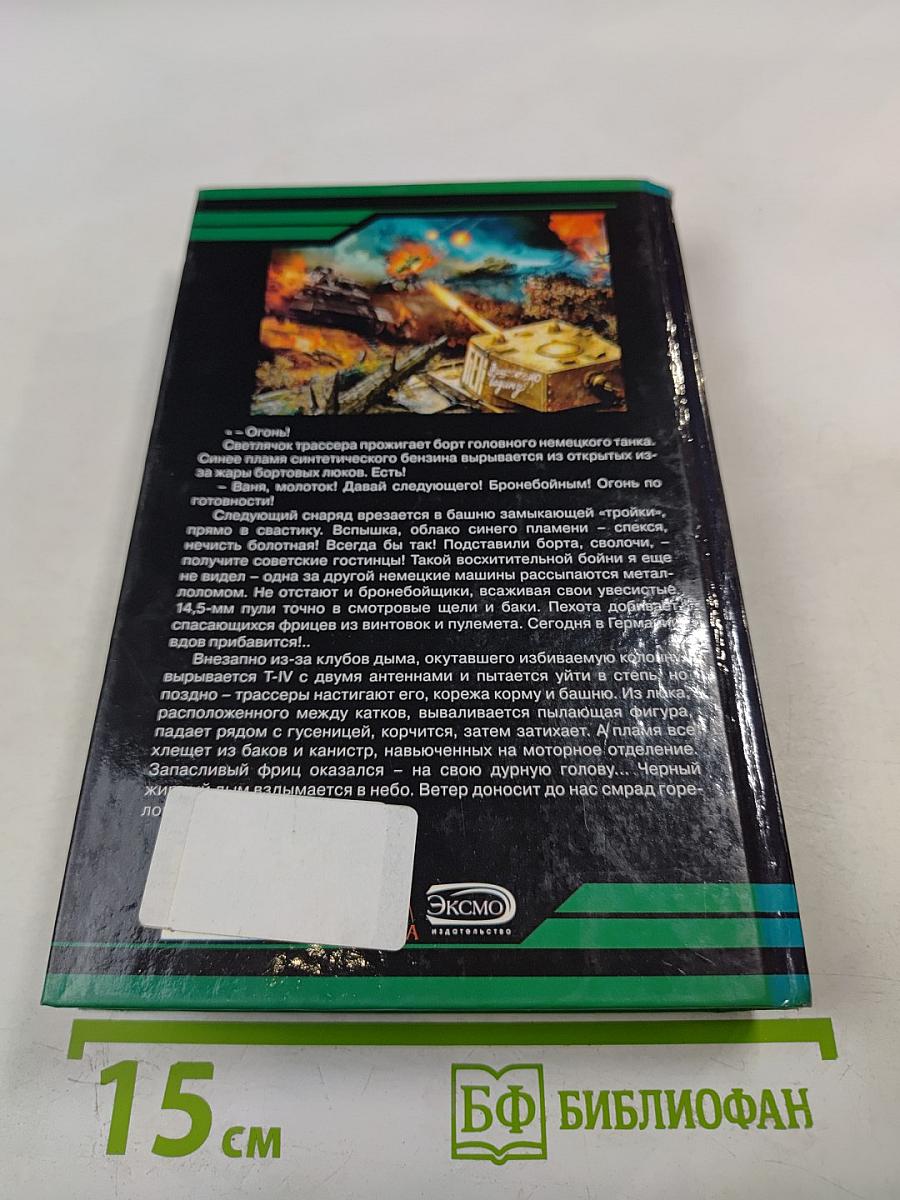 « – Огонь!
Светлячок трассера прожигает борт головного немецкого танка.
Синее пламя синтетического бензина вырывается из открытых из-
за жары бортовых люков. Есть!
– Ваня, молоток! Давай следующего! Бронебойным! Огонь по
готовности!
Следующий снаряд врезается в башню замыкающей «тройки»,
прямо в свастику. Вспышка, облако синего пламени – спекся,
нечисть болотная! Всегда бы так! Подставили борта, сволочи, –
получите советские гостинцы! Такой восхитительной бойни я еще
не видел – одна за другой немецкие машины рассыпаются метал-
лоломом. Не отстают и бронебойщики, всаживая свои увесистые
14,5-мм пули точно в смотровые щели и баки. Пехота добивает
спасающихся фрицев из винтовок и пулемета. Сегодня в Германии
вдов прибавится!..
Внезапно из-за клубов дыма, окутавшего избиваемую колонну,
вырывается Т-IV с двумя антеннами и пытается уйти в степь, но
поздно – трассеры настигают его, корежа корму и башню. Из люка,
расположенного между катков, вываливается пылающая фигура,
падает рядом с гусеницей, корчится, затем затихает. А пламя все
хлещет из баков и канистр, навьюченных на моторное отделение.
Запасливый фриц оказался – на свою дурную голову... Черный
дым вздымается в небо. Ветер доносит до нас смрад горе-
ло
ЭКСМО
издательство
15 см
БФ БИБЛИОФАН